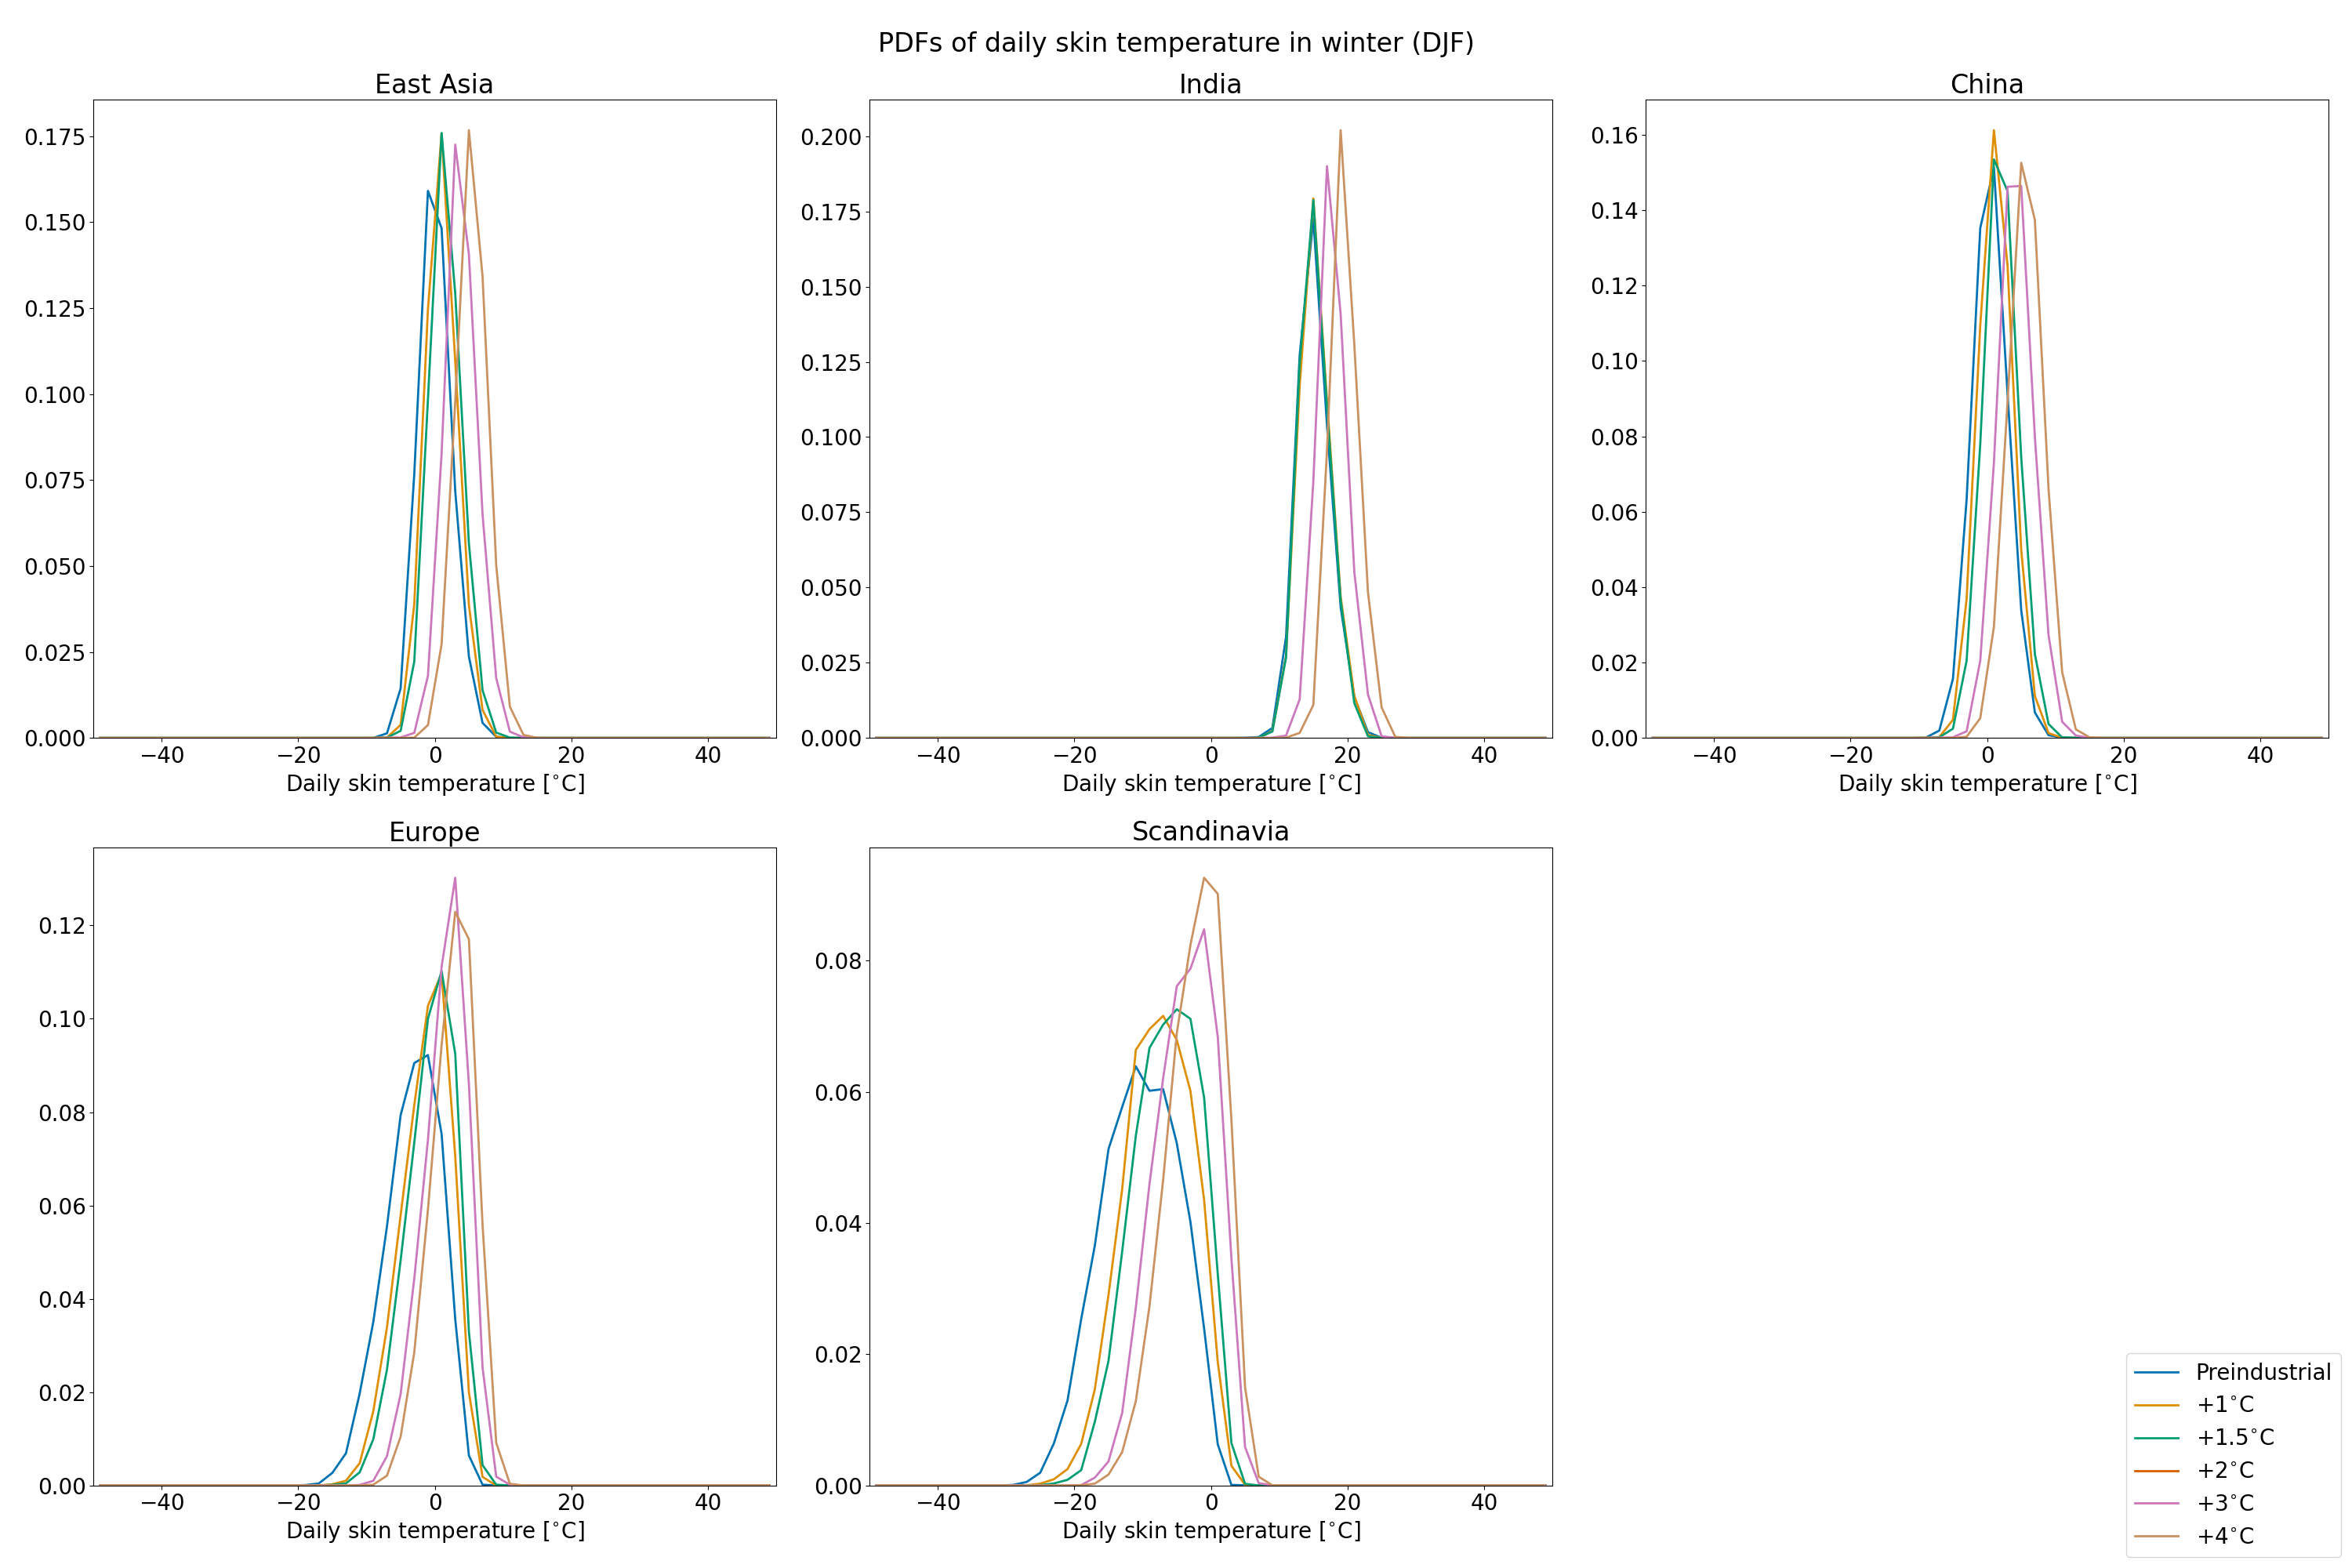 PDFs of daily skin temperature in winter (DJF)
East Asia
0.175
0.150
0.125
0.100
0.075
0.050
0.025
0.000
−40 −20 0 20 40
Daily skin temperature [°C]
India
0.200
0.175
0.150
0.125
0.100
0.075
0.050
0.025
0.000
−40 −20 0 20 40
Daily skin temperature [°C]
China
0.16
0.14
0.12
0.10
0.08
0.06
0.04
0.02
0.00
−40 −20 0 20 40
Daily skin temperature [°C]
Europe
0.12
0.10
0.08
0.06
0.04
0.02
0.00
−40 −20 0 20 40
Daily skin temperature [°C]
Scandinavia
0.08
0.06
0.04
0.02
0.00
−40 −20 0 20 40
Daily skin temperature [°C]
Preindustrial
+1°C
+1.5°C
+2°C
+3°C
+4°C